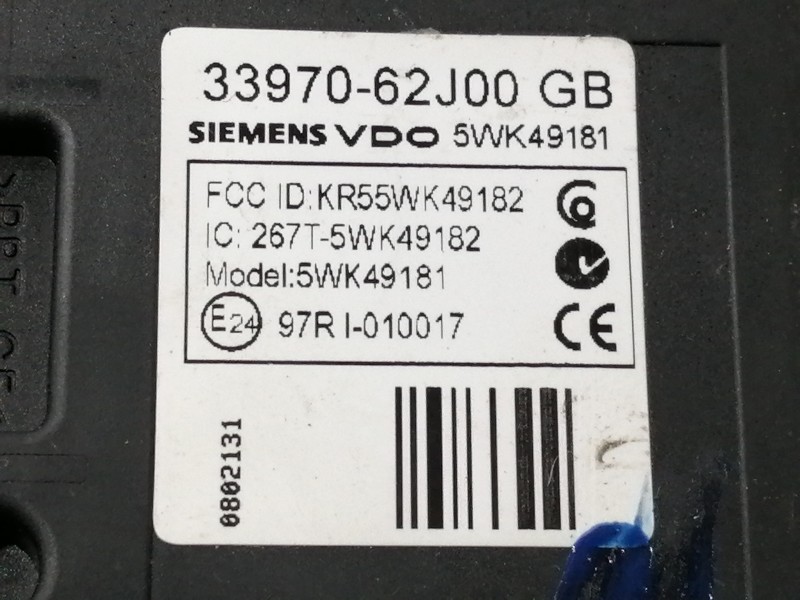 33970-62J00 GB
SIEMENS VDO 5WK49181
FCC ID:KR55WK49182
IC: 267T-5WK49182
Model:5WK49181
E24 97R I-010017
CE
0802131